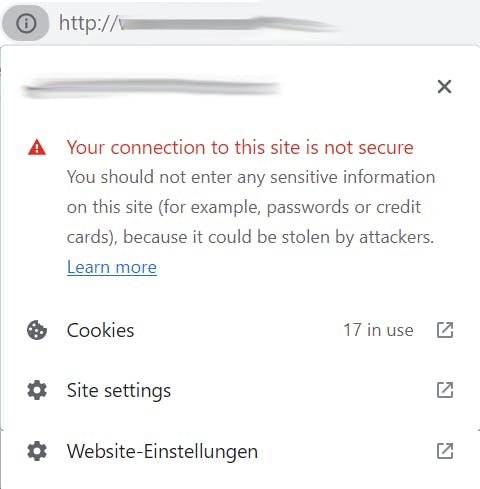 http://
Your connection to this site is not secure
You should not enter any sensitive information
on this site (for example, passwords or credit
cards), because it could be stolen by attackers.
Learn more
Cookies 17 in use
Site settings
Website-Einstellungen